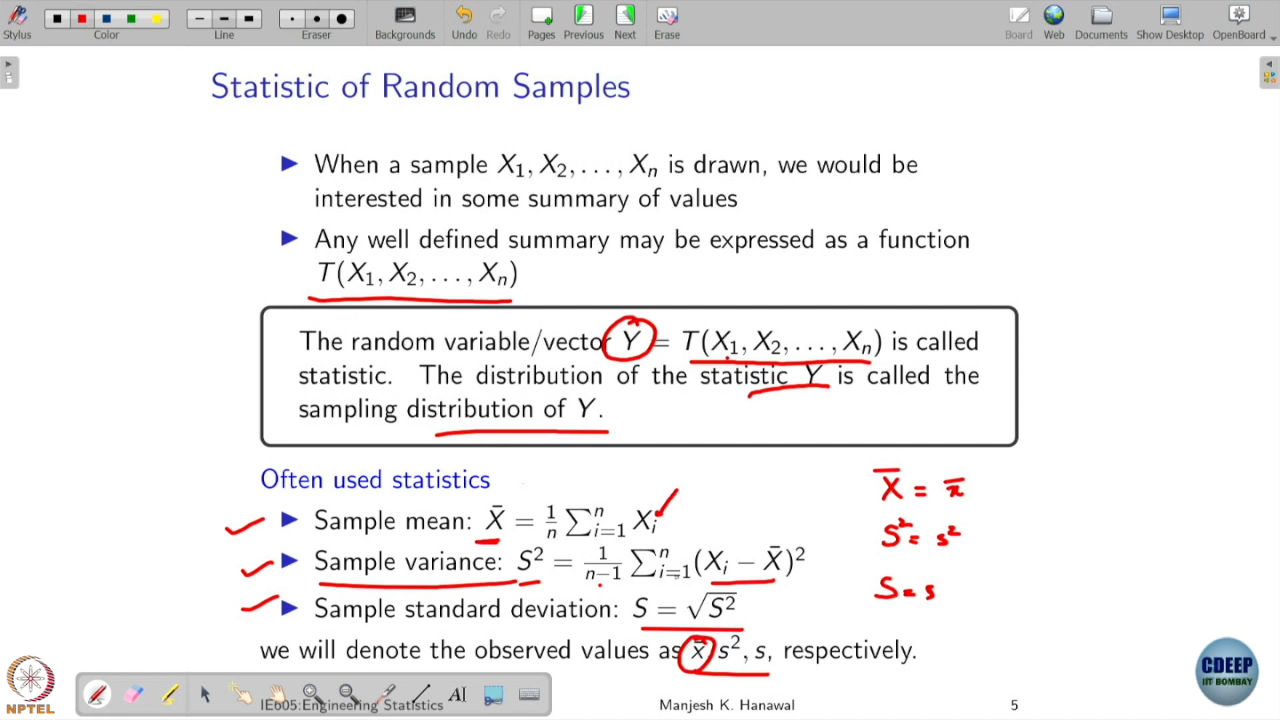 Stylus Color Line Eraser Backgrounds Undo Redo Pages Previous Next Erase Board Web Documents Show Desktop OpenBoard
Statistic of Random Samples
▶ When a sample X₁, X₂, . . . , Xₙ is drawn, we would be
interested in some summary of values
▶ Any well defined summary may be expressed as a function
T(X₁, X₂, . . . , Xₙ)
The random variable/vector Y = T(X₁, X₂, . . . , Xₙ) is called
statistic. The distribution of the statistic Y is called the
sampling distribution of Y.
Often used statistics
▶ Sample mean: X̄ = 1/n ∑ⁿᵢ₌₁ Xᵢ
▶ Sample variance: S² = 1/(n−1) ∑ⁿᵢ₌₁(Xᵢ − X̄)²
▶ Sample standard deviation: S = √S²
we will denote the observed values as x̄, s², s, respectively.
X̄ = x̄
S² = s²
S = s
IE605:Engineering Statistics Manjesh K. Hanawal 5
NPTEL
CDEEP
IIT BOMBAY